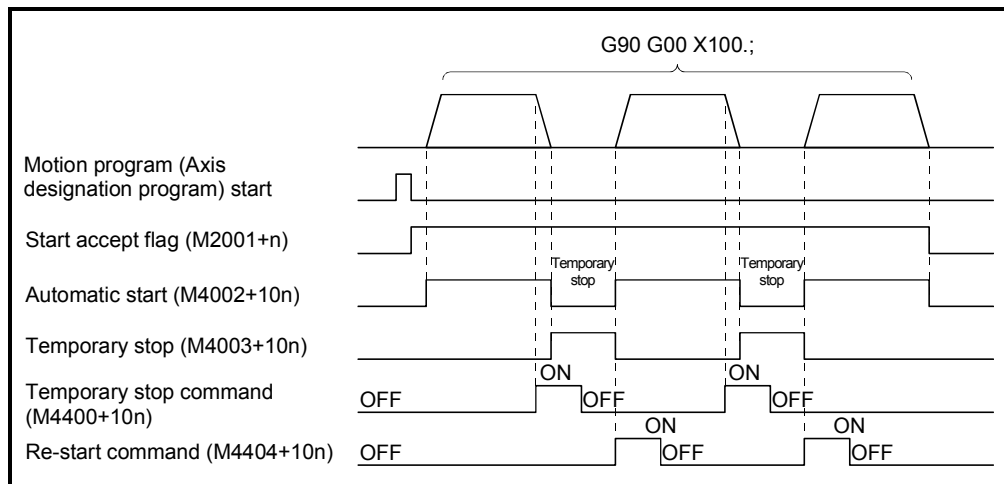 G90 G00 X100.;
Motion program (Axis
designation program) start
Start accept flag (M2001+n)
Temporary
stop
Temporary
stop
Automatic start (M4002+10n)
Temporary stop (M4003+10n)
ON
ON
Temporary stop command
(M4400+10n)
OFF
OFF
OFF
ON
ON
Re-start command (M4404+10n)
OFF
OFF
OFF